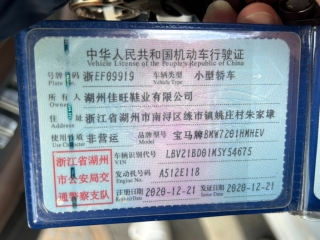 中华人民共和国机动车行驶证
Vehicle License of the People's Republic of China
号牌号码 浙EF09919 车辆类型 小型轿车
Plate No. Vehicle Type
所有人 湖州佳旺鞋业有限公司
Owner
住址 浙江省湖州市南浔区练市镇姚庄村朱家埭
Address
使用性质 非营运 品牌型号 宝马牌BMW7201HMHEV
Use Character Model
浙江省湖州
市公安局交
通警察支队
车辆识别代号 LBV21BD01MSY54675
VIN
发动机号码 A512E118
Engine No.
注册日期 2020-12-21 发证日期 2020-12-21
Register Date Issue Date